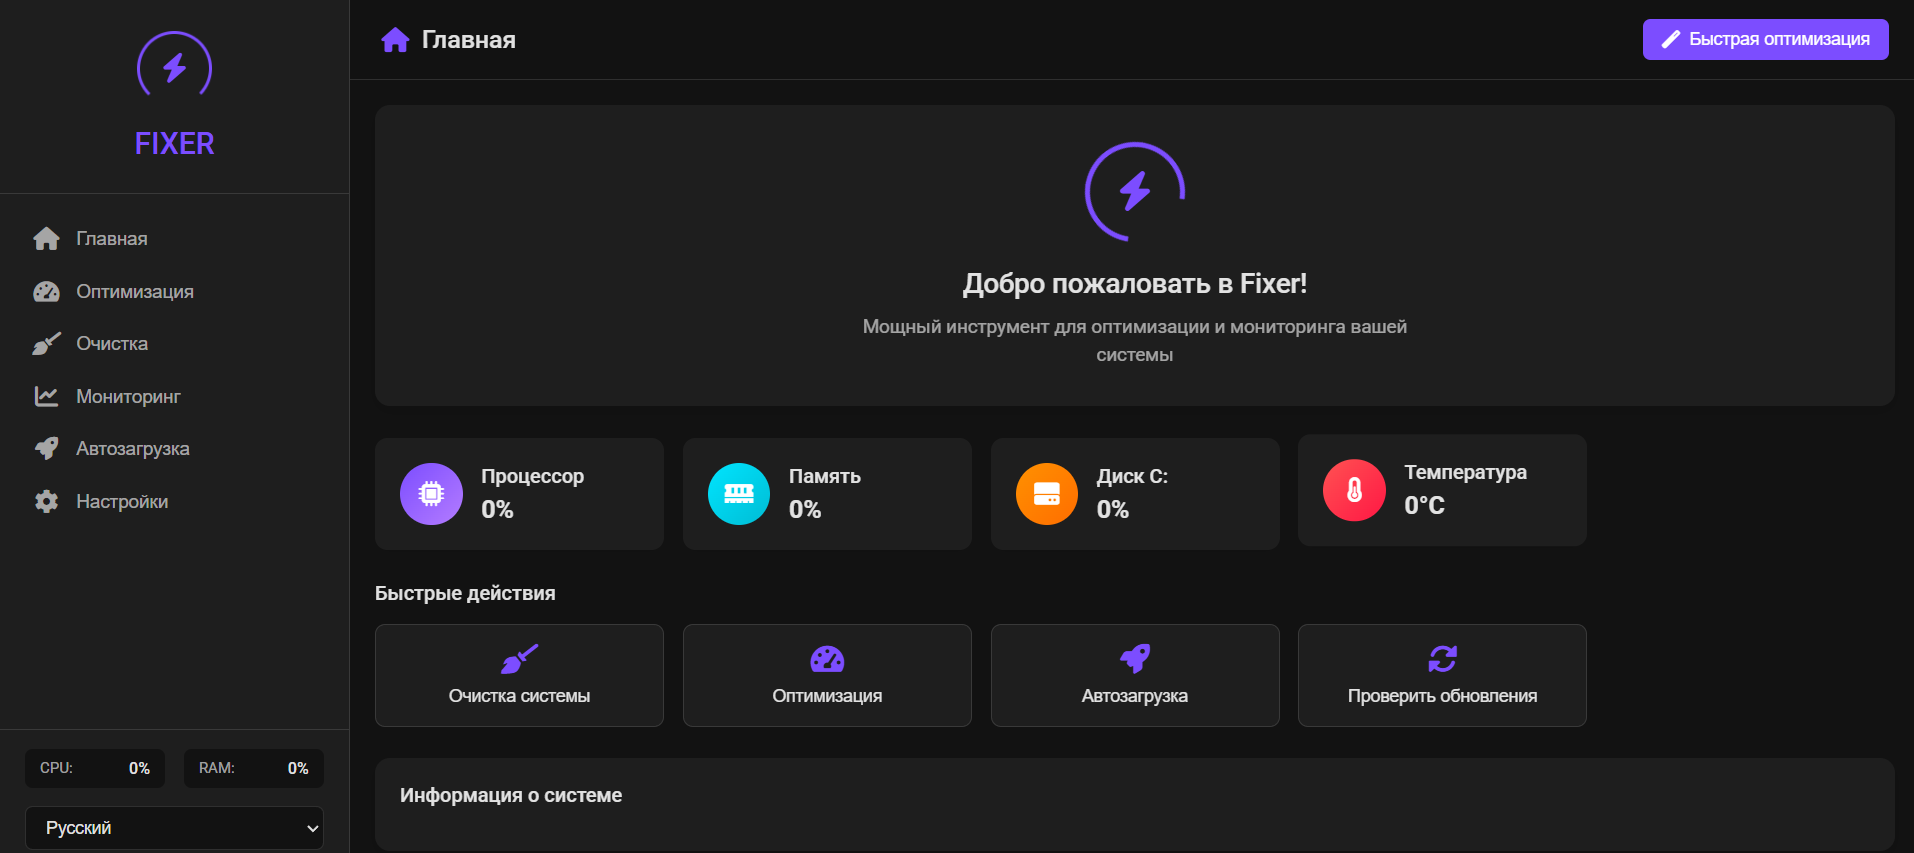 FIXER
Главная
Оптимизация
Очистка
Мониторинг
Автозагрузка
Настройки
CPU: 0%
RAM: 0%
Русский
Главная
Быстрая оптимизация
Добро пожаловать в Fixer!
Мощный инструмент для оптимизации и мониторинга вашей
системы
Процессор
0%
Память
0%
Диск C:
0%
Температура
0°C
Быстрые действия
Очистка системы
Оптимизация
Автозагрузка
Проверить обновления
Информация о системе